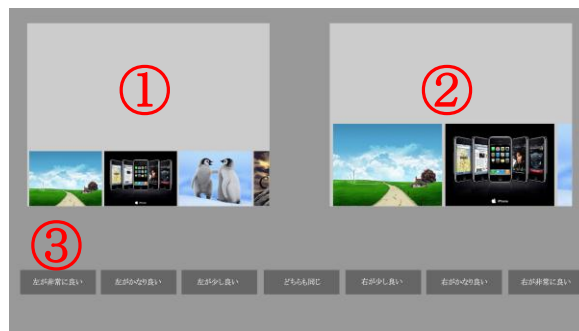 ①
②
③
左が非常に良い
左がかなり良い
左が少し良い
どちらも同じ
右が少し良い
右がかなり良い
右が非常に良い